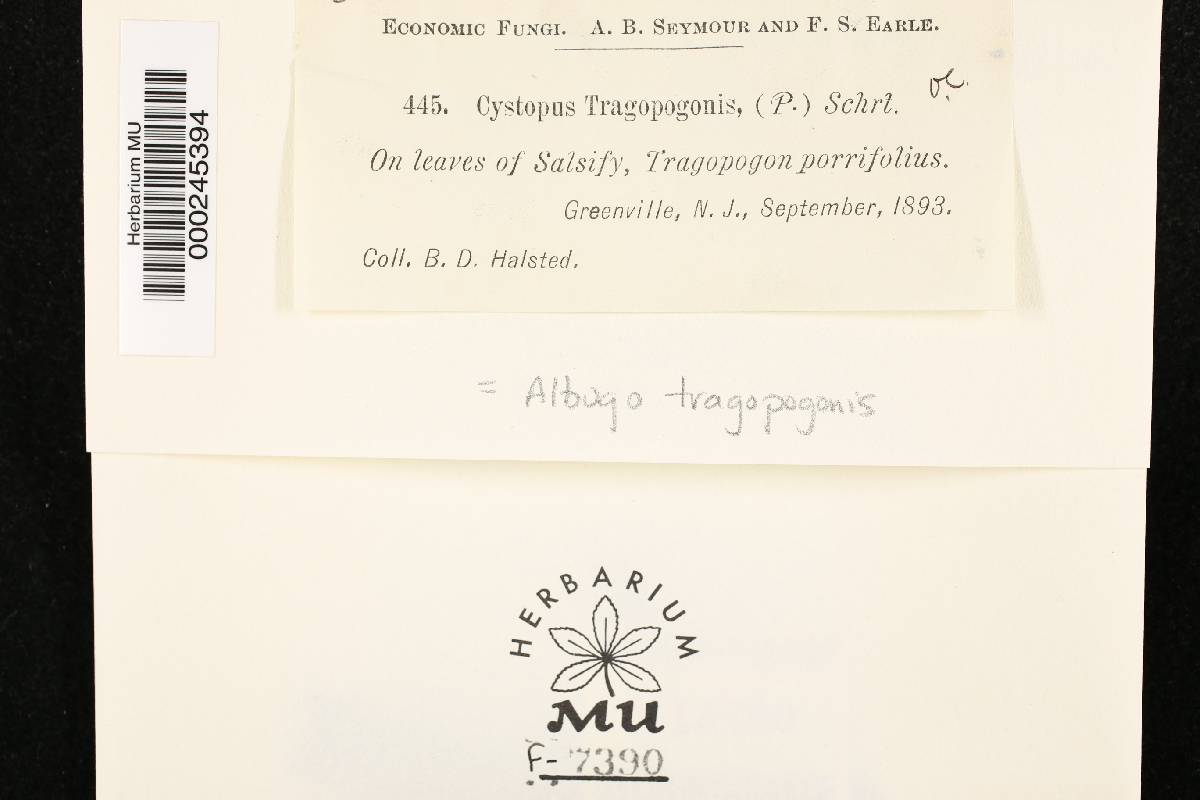 Economic Fungi. A. B. Seymour and F. S. Earle.
445. Cystopus Tragopogonis, (P.) Schrt.
On leaves of Salsify, Tragopogon porrifolius.
Greenville, N. J., September, 1893.
Coll. B. D. Halsted.
Herbarium MU
000245394
= Albugo tragopogonis
HERBARIUM
MU
F-7390